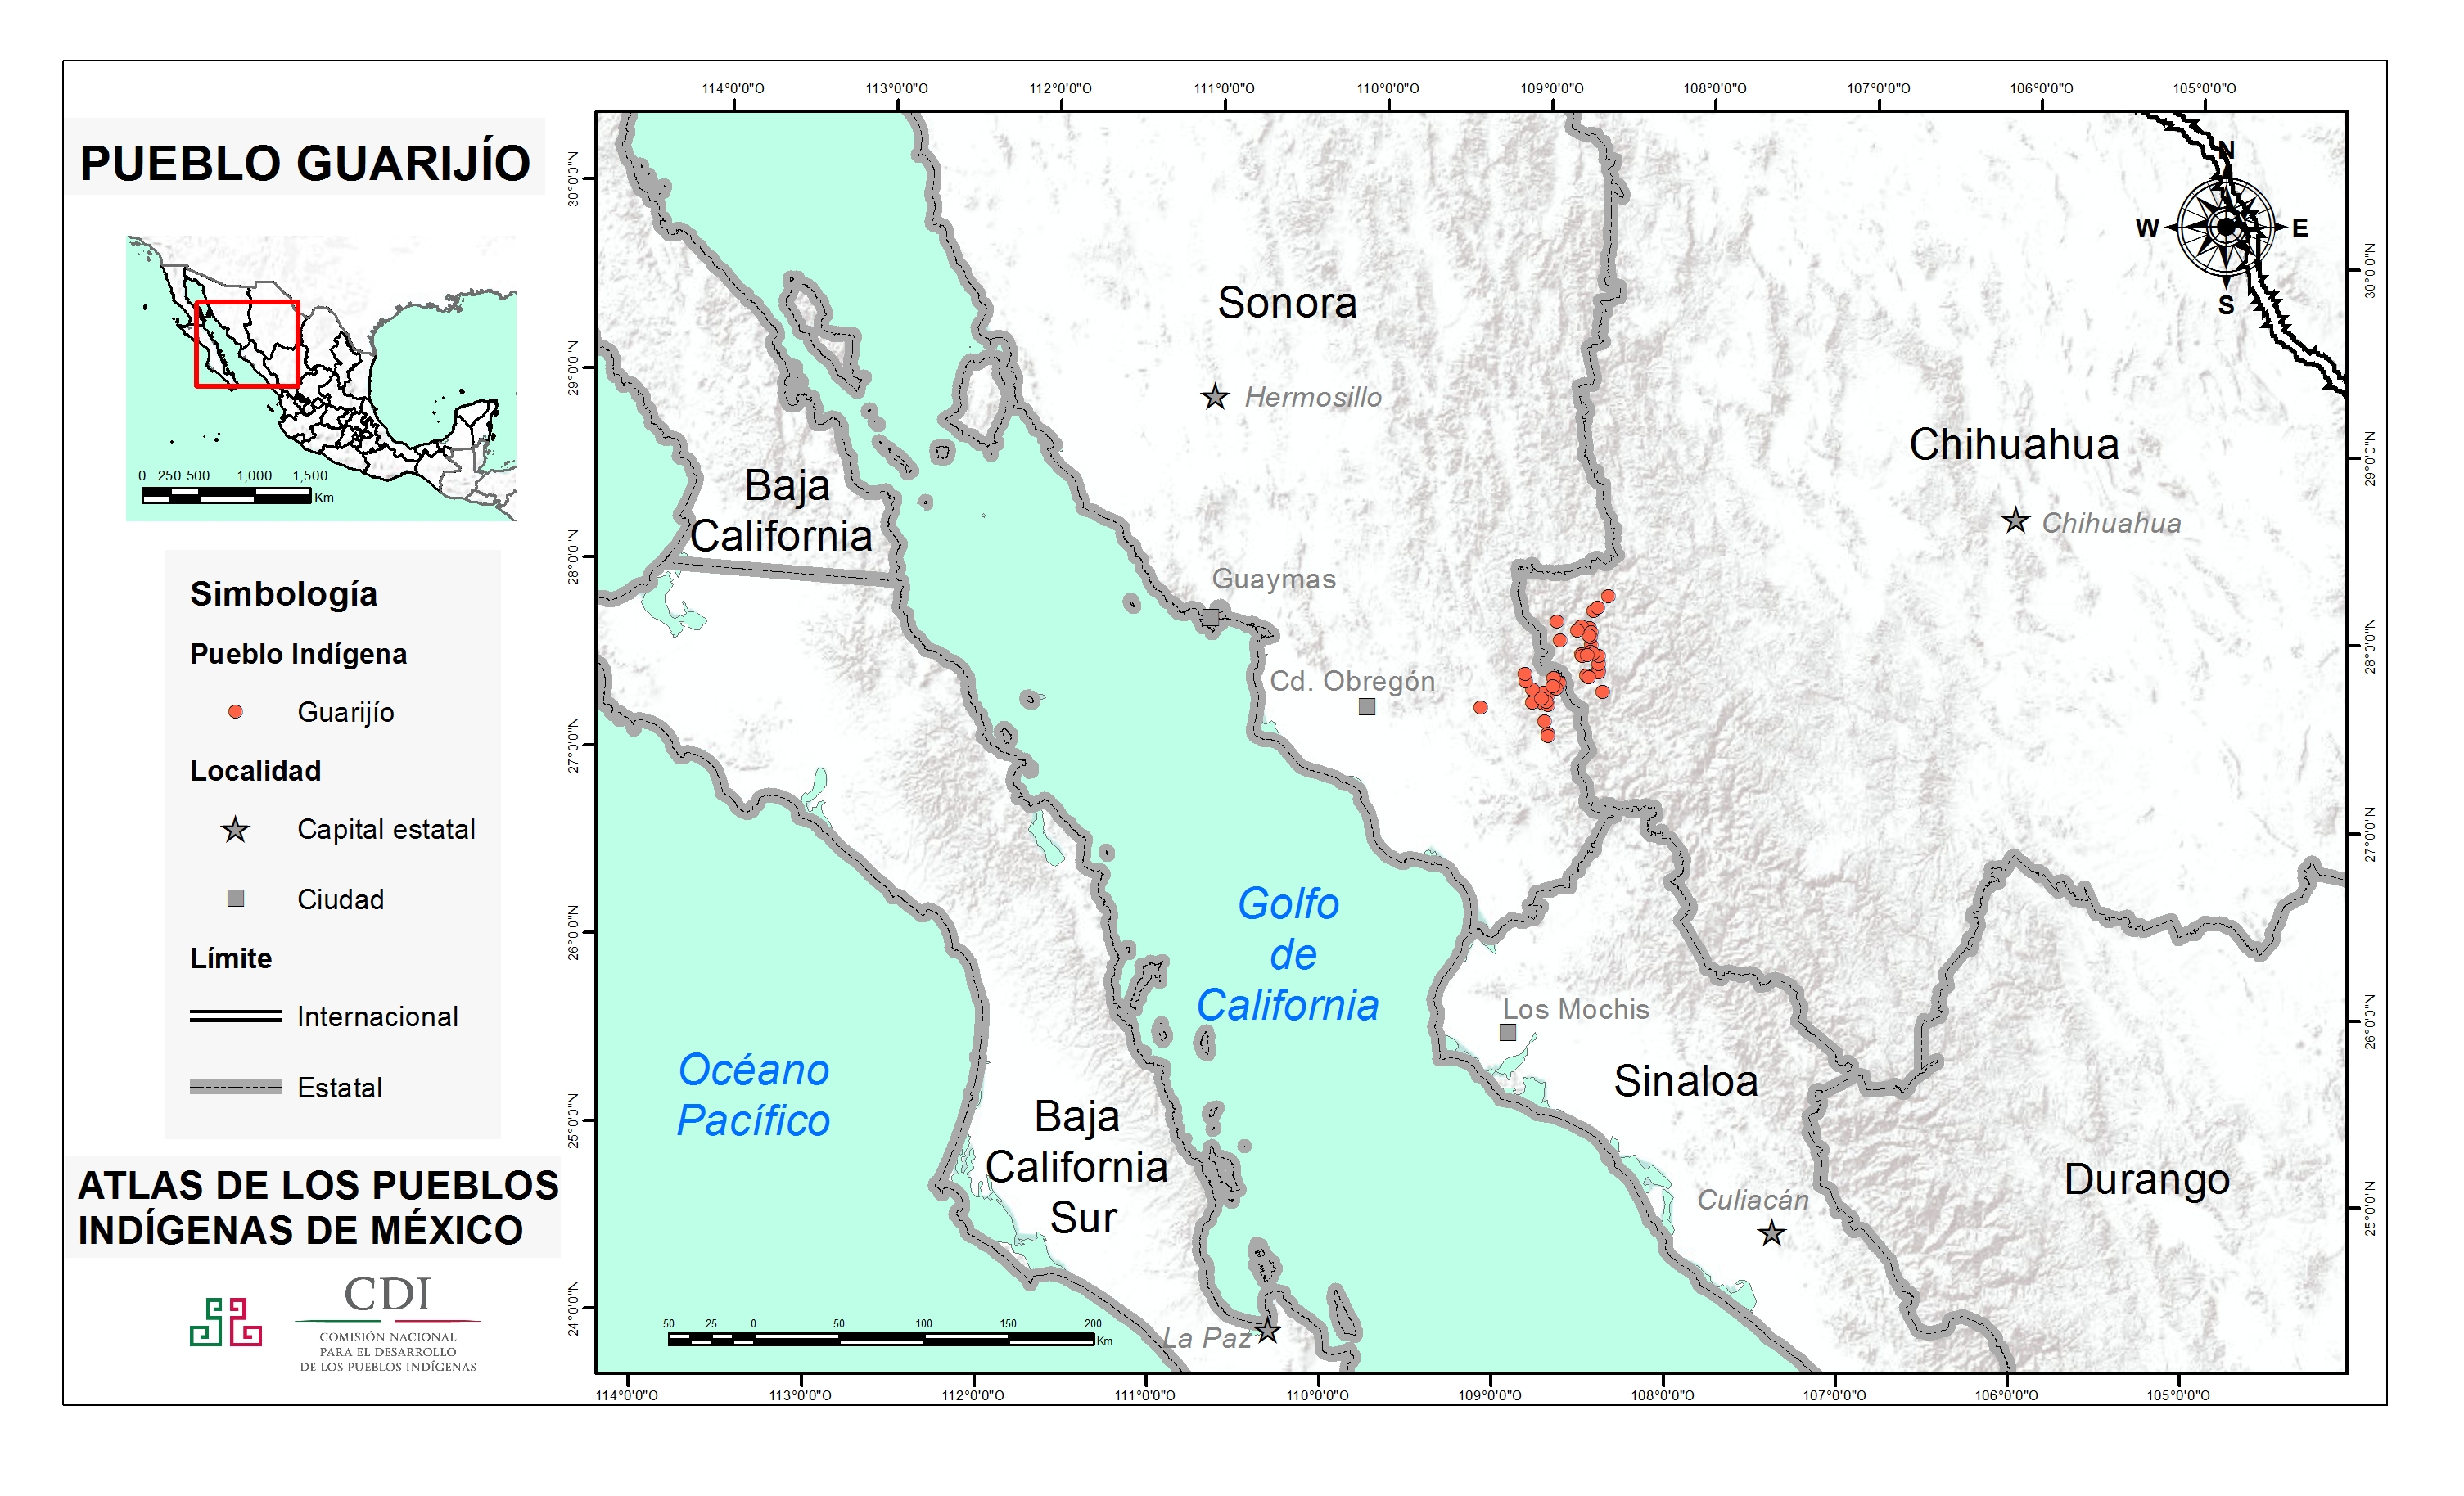 PUEBLO GUARIJÍO
0 250 500 1,000 1,500
Km.
Simbología
Pueblo Indígena
Guarijío
Localidad
Capital estatal
Ciudad
Límite
Internacional
Estatal
ATLAS DE LOS PUEBLOS
INDÍGENAS DE MÉXICO
CDI
COMISIÓN NACIONAL
PARA EL DESARROLLO
DE LOS PUEBLOS INDÍGENAS
114°0'0"O 113°0'0"O 112°0'0"O 111°0'0"O 110°0'0"O 109°0'0"O 108°0'0"O 107°0'0"O 106°0'0"O 105°0'0"O
30°0'0"N
29°0'0"N
28°0'0"N
27°0'0"N
26°0'0"N
25°0'0"N
24°0'0"N
N
W E
S
Sonora
Hermosillo
Chihuahua
Chihuahua
Baja
California
Guaymas
Cd. Obregón
Golfo
de
California
Los Mochis
Sinaloa
Océano
Pacífico
Baja
California
Sur
Culiacán
Durango
La Paz
50 25 0 50 100 150 200
Km
30°0'0"N
29°0'0"N
28°0'0"N
27°0'0"N
26°0'0"N
25°0'0"N
114°0'0"O 113°0'0"O 112°0'0"O 111°0'0"O 110°0'0"O 109°0'0"O 108°0'0"O 107°0'0"O 106°0'0"O 105°0'0"O